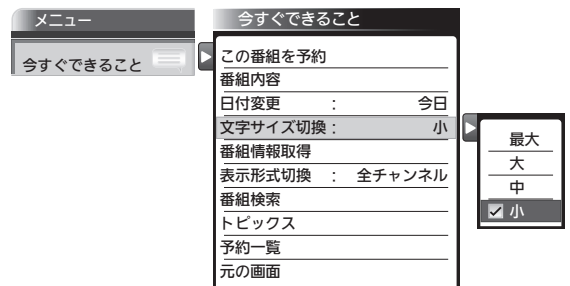 メニュー
今すぐできること
今すぐできること
この番組を予約
番組内容
日付変更 : 今日
文字サイズ切換 : 小
番組情報取得
表示形式切換 : 全チャンネル
番組検索
トピックス
予約一覧
元の画面
最大
大
中
小